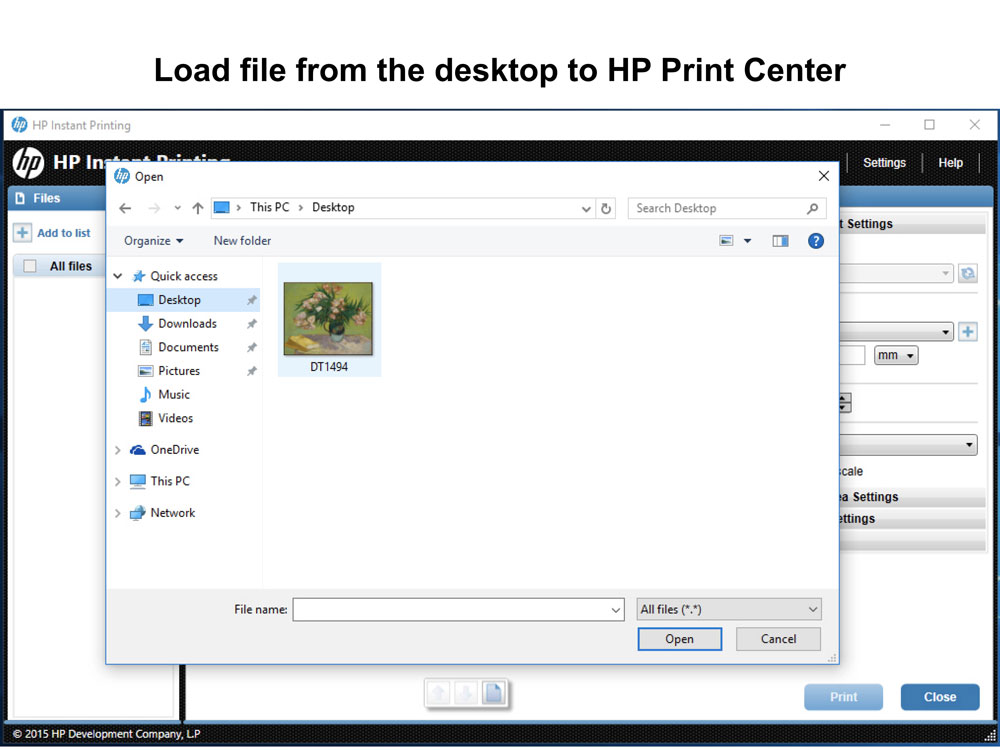 Load file from the desktop to HP Print Center
HP Instant Printing
hp HP Instant Printing
Settings Help
Open
This PC Desktop
Search Desktop
Files
Organize New folder
t Settings
Add to list
All files
Quick access
Desktop
Downloads
Documents
Pictures
Music
Videos
OneDrive
This PC
Network
DT1494
mm
scale
ea Settings
ettings
File name:
All files (*.*)
Open Cancel
Print Close
© 2015 HP Development Company, L.P